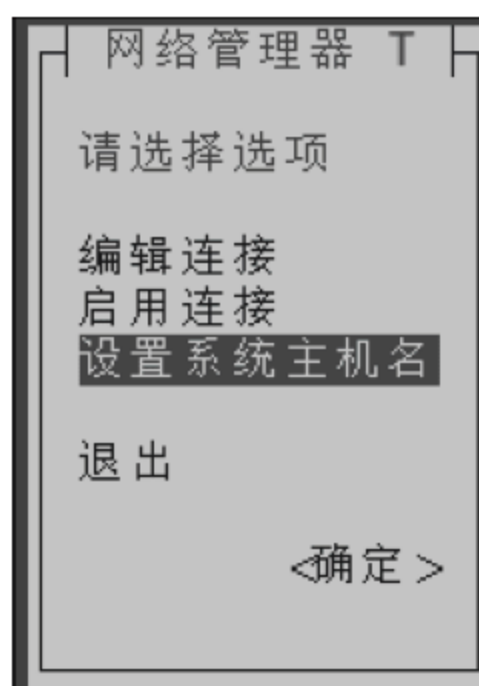 网络管理器 T
请选择选项
编辑连接
启用连接
设置系统主机名
退出
<确定>